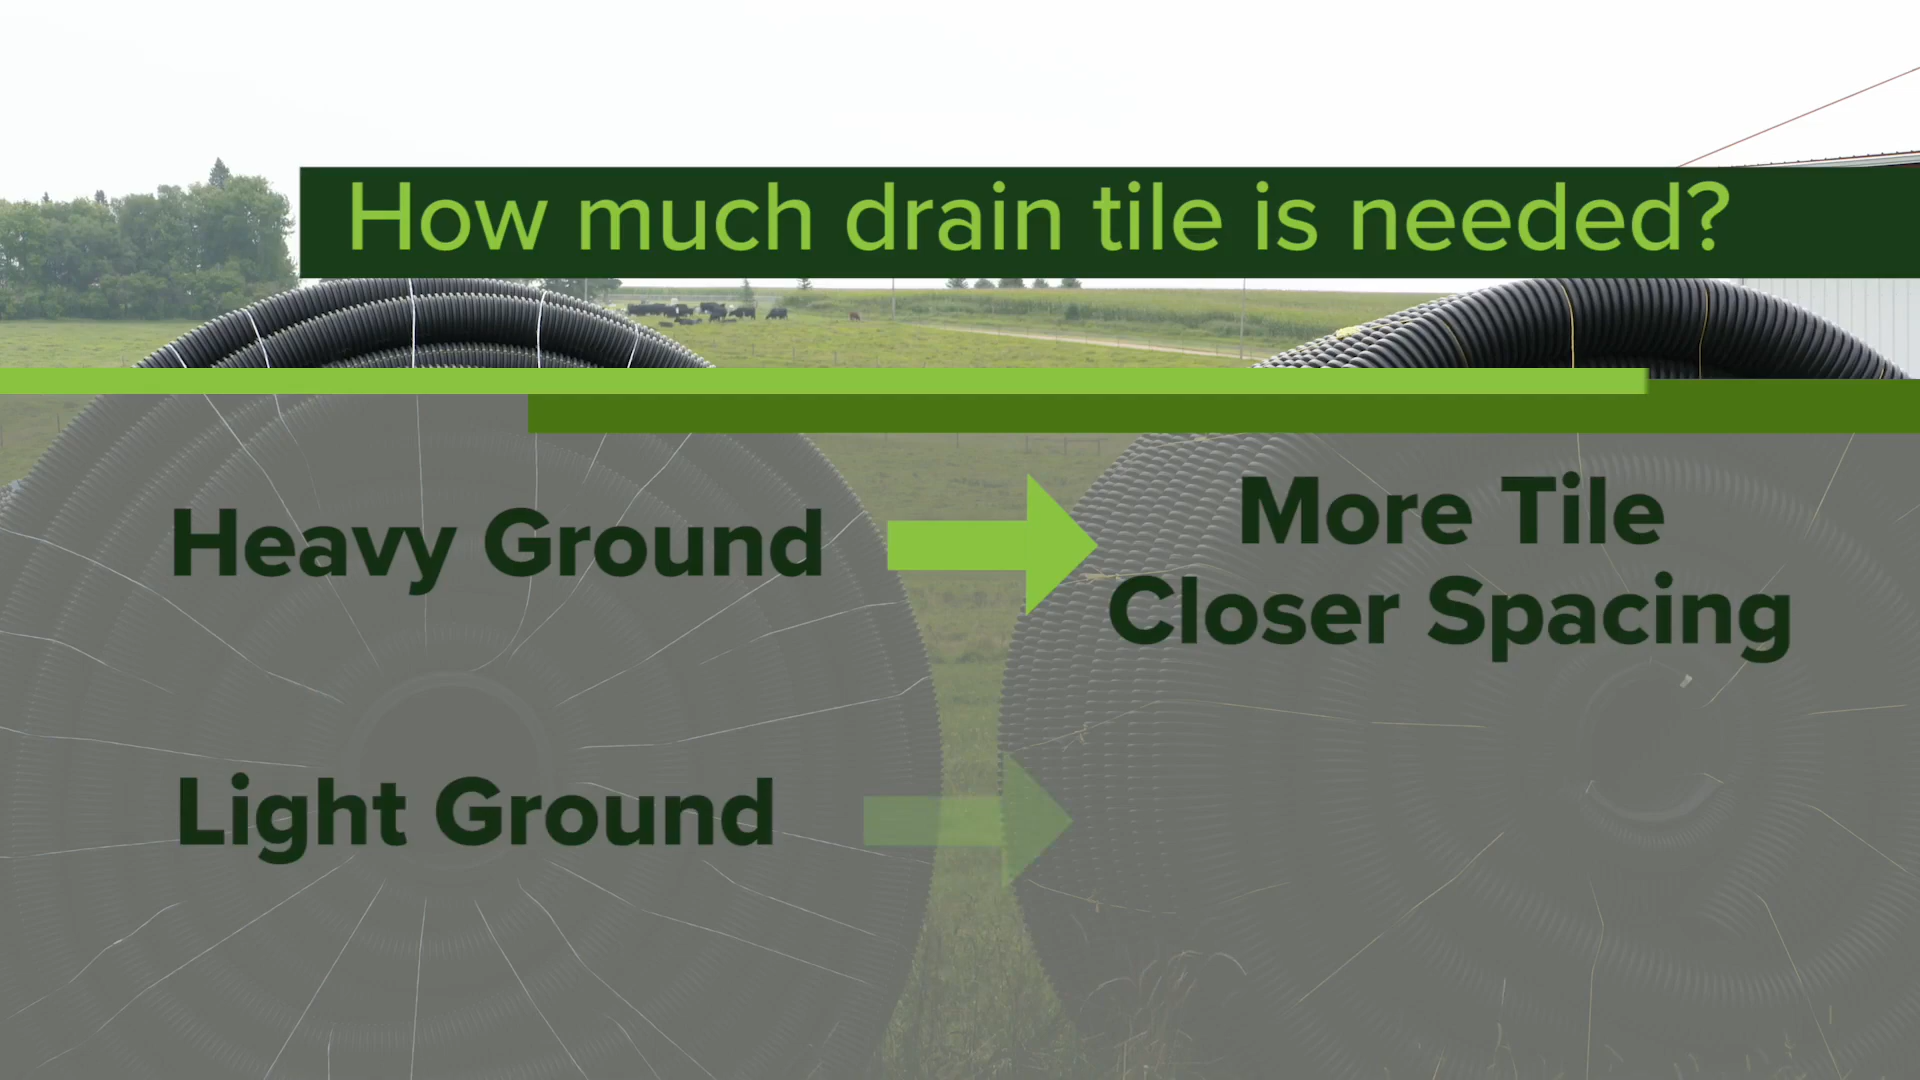 How much drain tile is needed?
Heavy Ground
More Tile
Closer Spacing
Light Ground